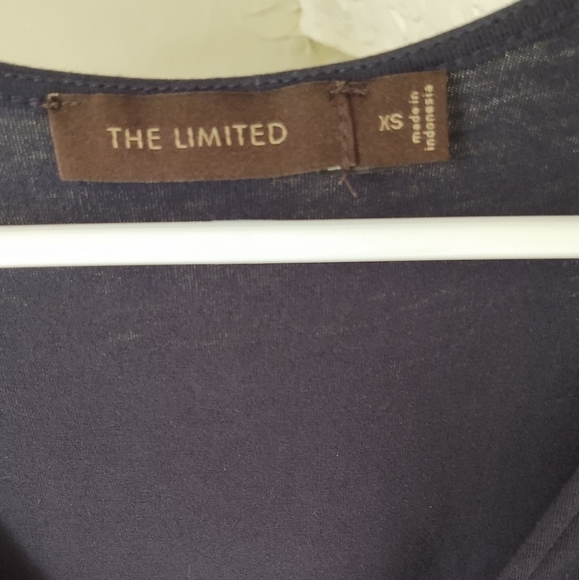 THE LIMITED
XS
made in
indonesia